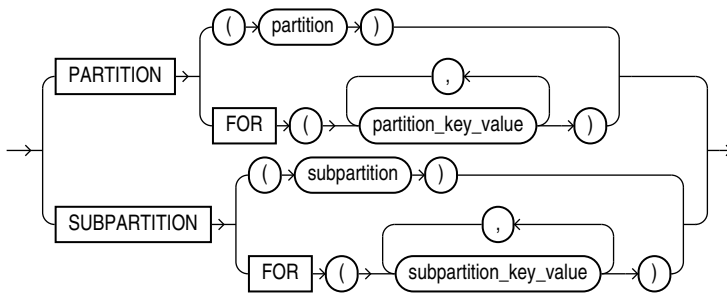 ( partition )
,
PARTITION
FOR ( partition_key_value )
( subpartition )
,
SUBPARTITION
FOR ( subpartition_key_value )